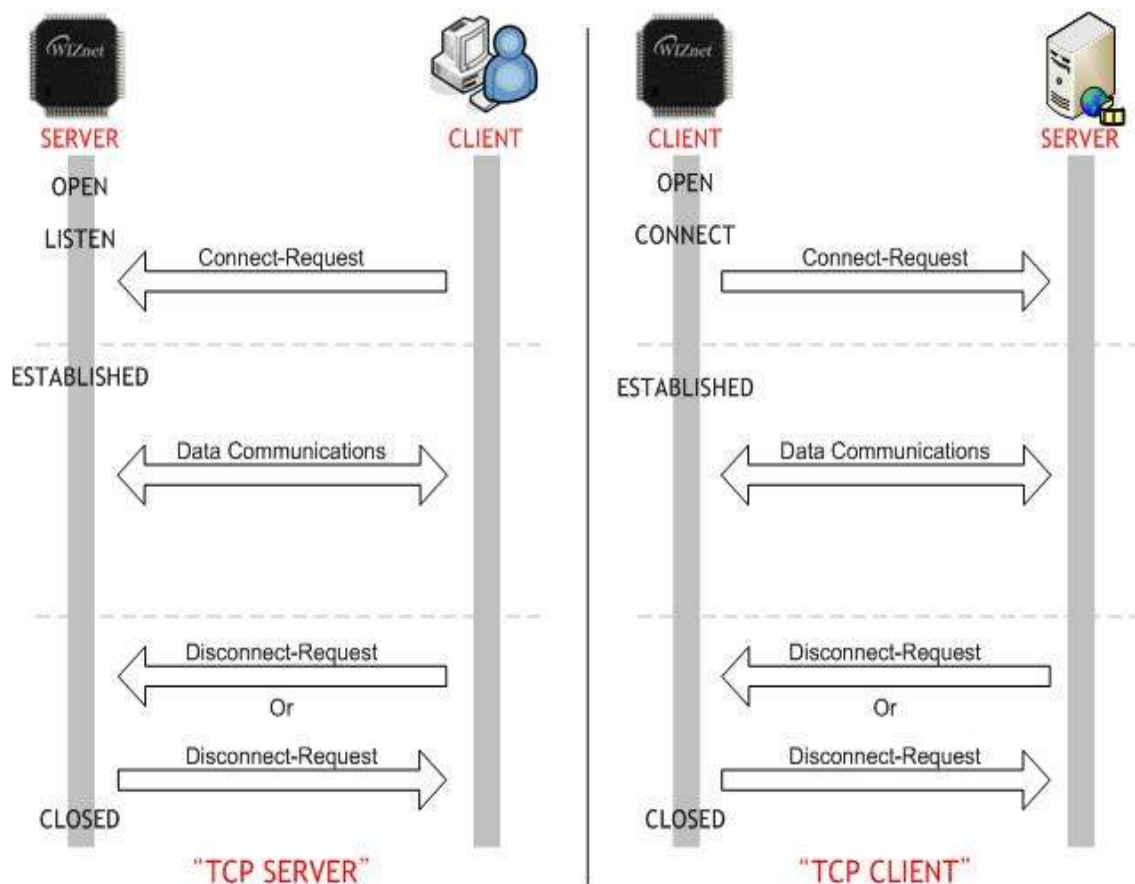 WIZnet
SERVER
CLIENT
OPEN
LISTEN
Connect-Request
ESTABLISHED
Data Communications
Disconnect-Request
Or
Disconnect-Request
CLOSED
"TCP SERVER"
WIZnet
CLIENT
SERVER
OPEN
CONNECT
Connect-Request
ESTABLISHED
Data Communications
Disconnect-Request
Or
Disconnect-Request
CLOSED
"TCP CLIENT"